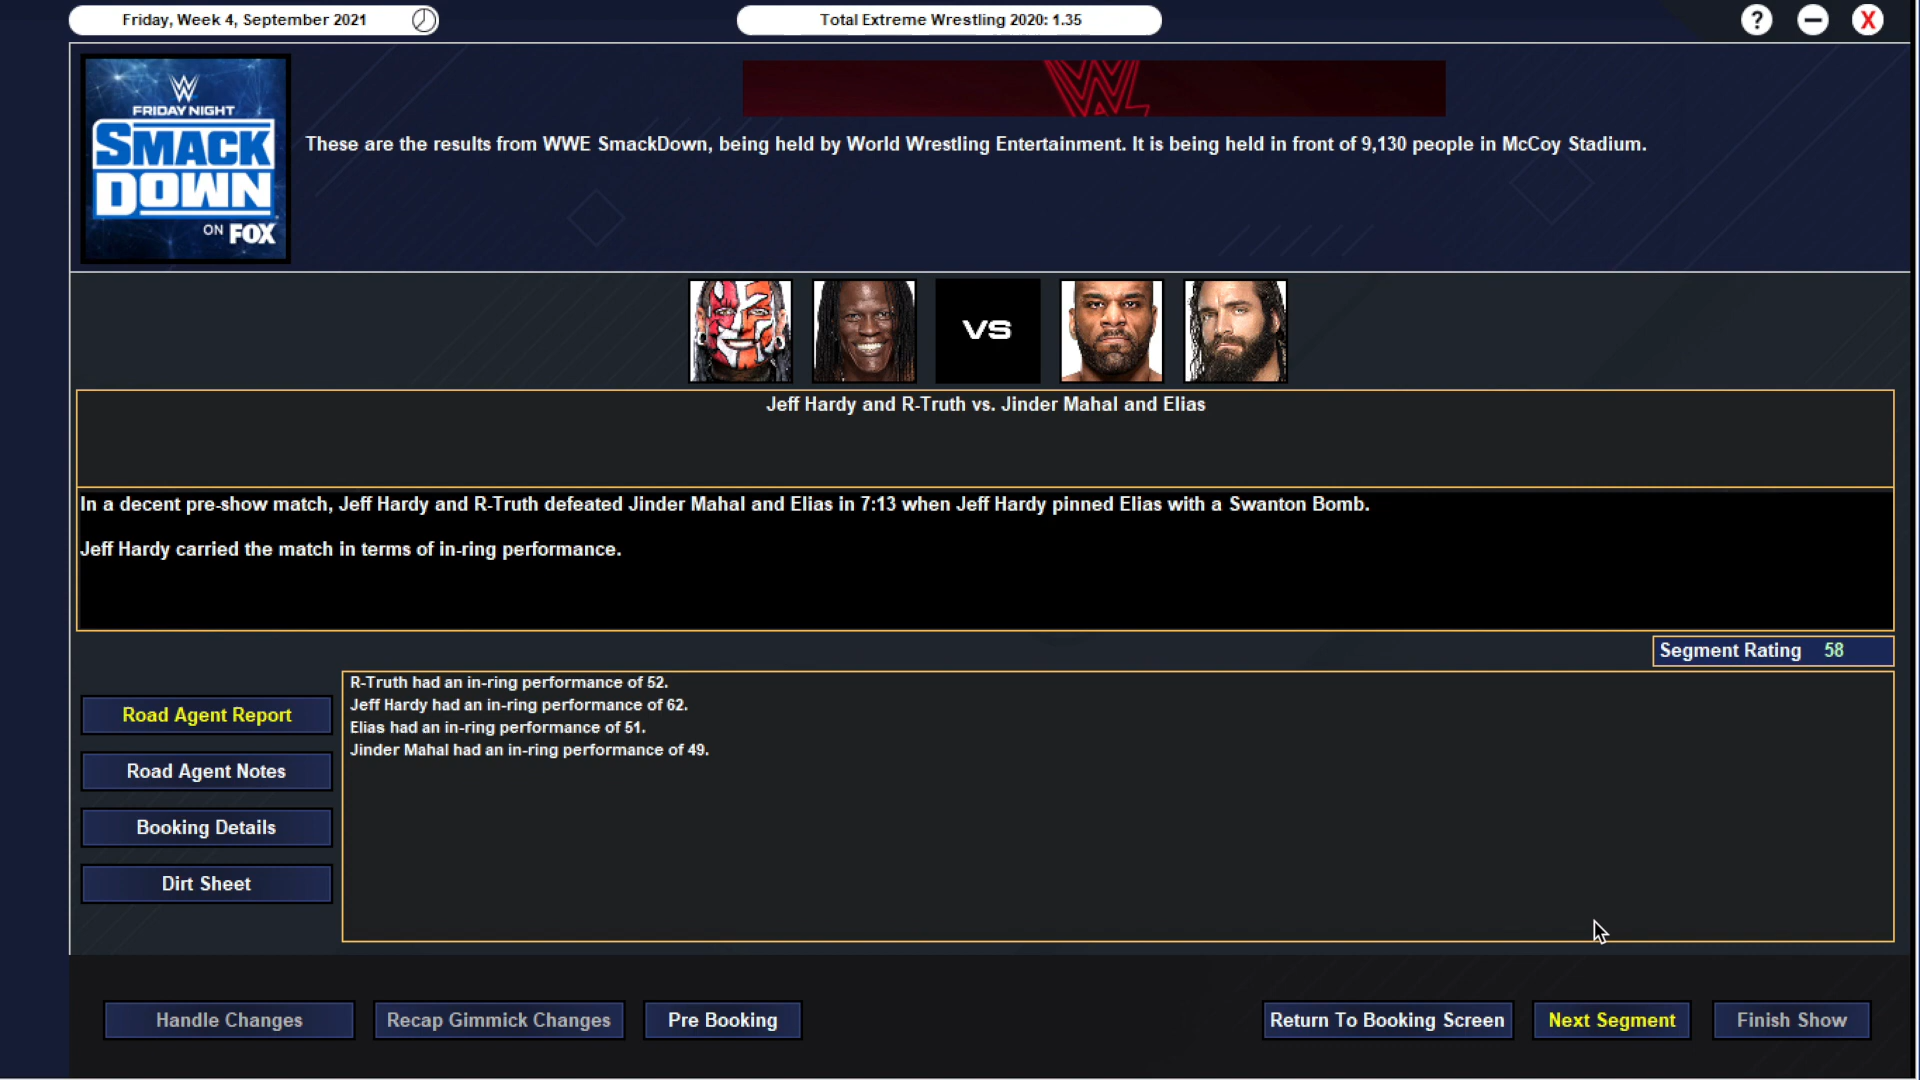 Friday, Week 4, September 2021
Total Extreme Wrestling 2020: 1.35
?
X
W
FRIDAY NIGHT
SMACK
DOWN
ON FOX
These are the results from WWE SmackDown, being held by World Wrestling Entertainment. It is being held in front of 9,130 people in McCoy Stadium.
VS
Jeff Hardy and R-Truth vs. Jinder Mahal and Elias
In a decent pre-show match, Jeff Hardy and R-Truth defeated Jinder Mahal and Elias in 7:13 when Jeff Hardy pinned Elias with a Swanton Bomb.
Jeff Hardy carried the match in terms of in-ring performance.
Segment Rating 58
R-Truth had an in-ring performance of 52.
Jeff Hardy had an in-ring performance of 62.
Elias had an in-ring performance of 51.
Jinder Mahal had an in-ring performance of 49.
Road Agent Report
Road Agent Notes
Booking Details
Dirt Sheet
Handle Changes
Recap Gimmick Changes
Pre Booking
Return To Booking Screen
Next Segment
Finish Show